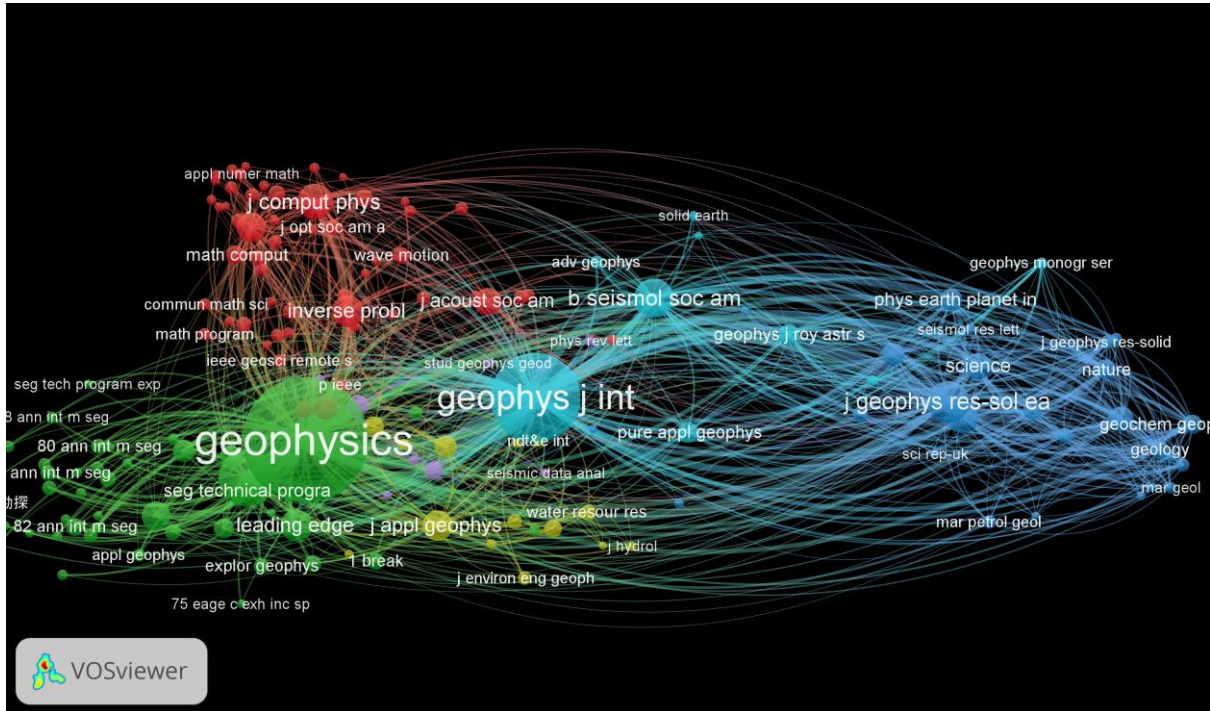 appl numer math
j comput phys
solid earth
j opt soc am a
math comput
wave motion
adv geophys
geophys monogr ser
commun math sci
inverse probl
j acoust soc am
b seismol soc am
phys earth planet in
math program
phys rev lett
geophys j roy astr s
seismol res lett
j geophys res-solid
ieee geosci remote s
stud geophys geod
science
nature
seg tech program exp
p ieee
geophys j int
j geophys res-sol ea
8 ann int m seg
geophysics
ndt&e int
pure appl geophys
geochem geop
80 ann int m seg
sci rep-uk
geology
ann int m seg
seismic data anal
seg technical progra
mar geol
water resour res
82 ann int m seg
leading edge
j appl geophys
mar petrol geol
appl geophys
explor geophys
1 break
j hydrol
j environ eng geoph
75 eage c exh inc sp
VOSviewer